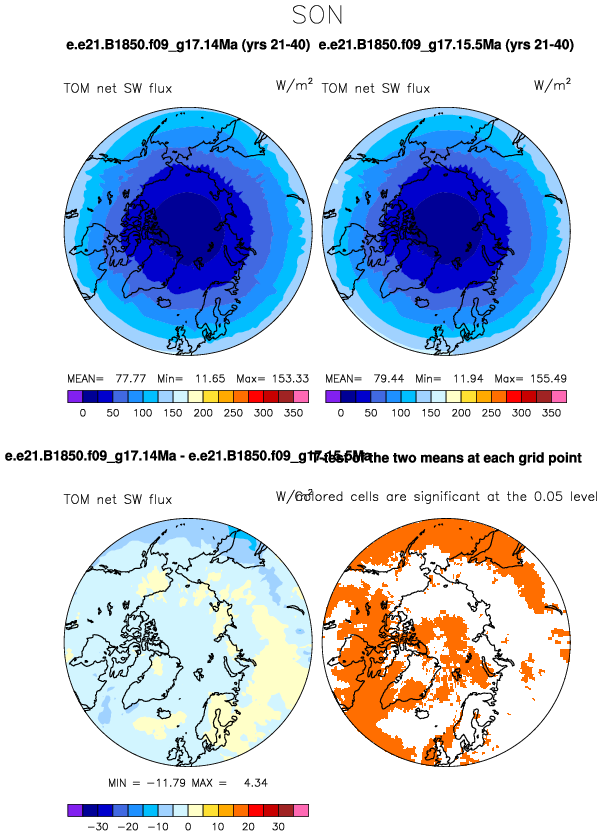 SON
e.e21.B1850.f09_g17.14Ma (yrs 21-40) e.e21.B1850.f09_g17.15.5Ma (yrs 21-40)
TOM net SW flux W/m² TOM net SW flux W/m²
MEAN= 77.77 Min= 11.65 Max= 153.33 MEAN= 79.44 Min= 11.94 Max= 155.49
0 50 100 150 200 250 300 350 0 50 100 150 200 250 300 350
e.e21.B1850.f09_g17.14Ma - e.e21.B1850.f09_g17.15.5Ma T-test of the two means at each grid point
TOM net SW flux W/m² Colored cells are significant at the 0.05 level
MIN = -11.79 MAX = 4.34
-30 -20 -10 0 10 20 30